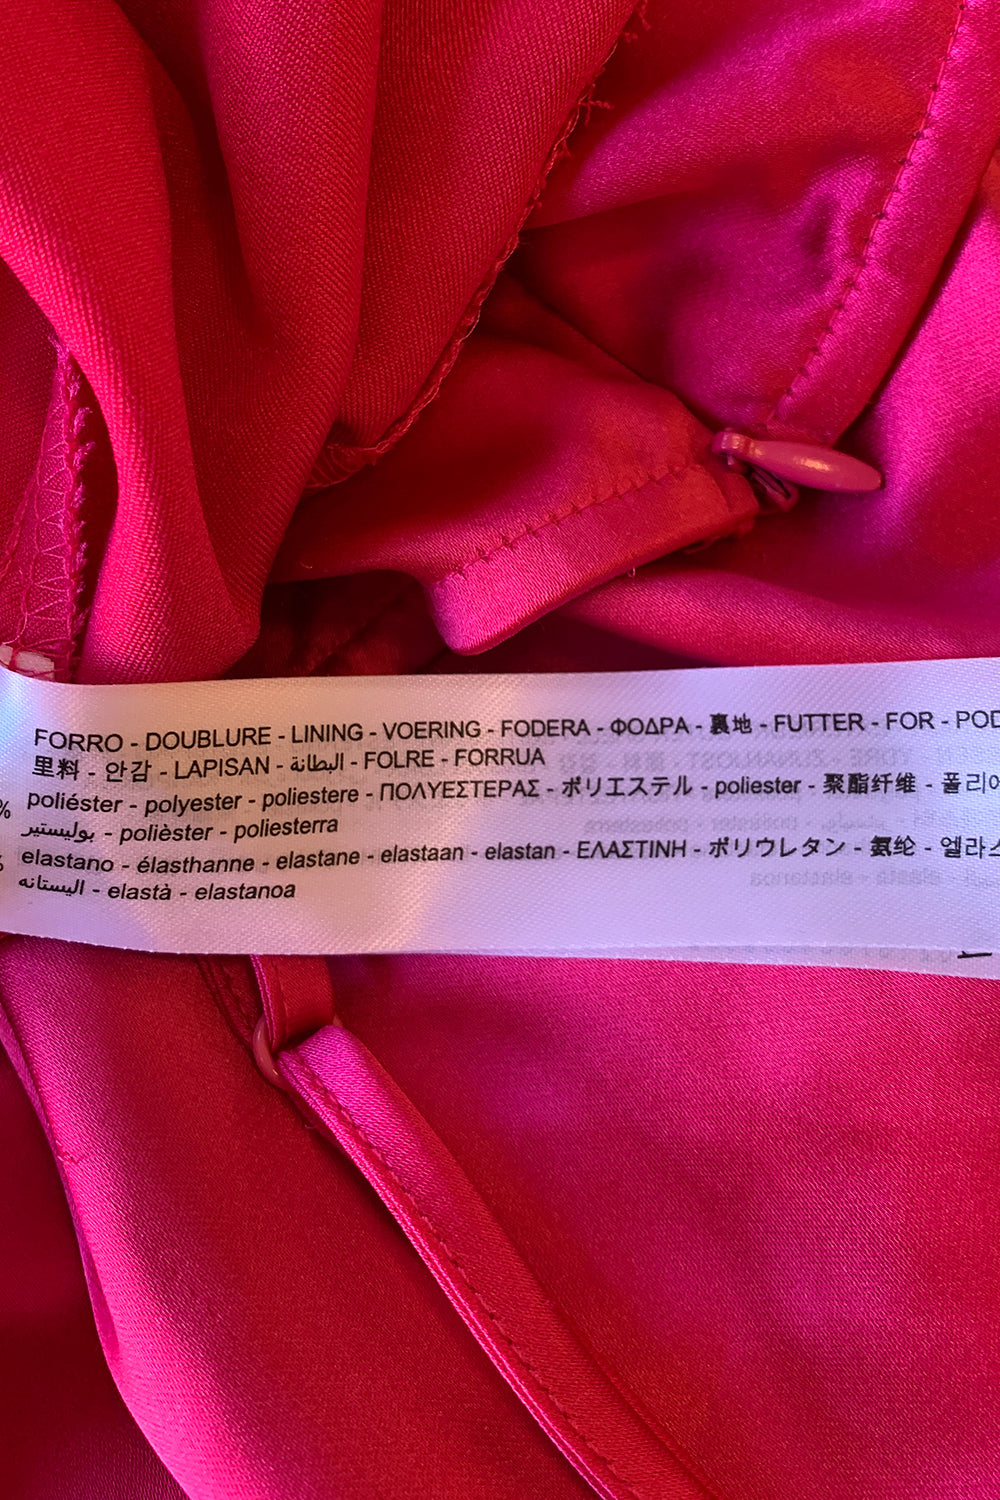 FORRO - DOUBLURE - LINING - VOERING - FODERA - ΦΟΔΡΑ - 裏地 - FUTTER - FOR - POD
里料 - 안감 - LAPISAN - البطانة - FOLRE - FORRUA
% poliéster - polyester - poliestere - ΠΟΛΥΕΣΤΕΡΑΣ - ポリエステル - poliester - 聚酯纤维 - 폴리에
بوليستير - polièster - poliesterra
% elastano - élasthanne - elastane - elastaan - elastan - ΕΛΑΣΤΙΝΗ - ポリウレタン - 氨纶 - 엘라스
اليستانه - elastà - elastanoa